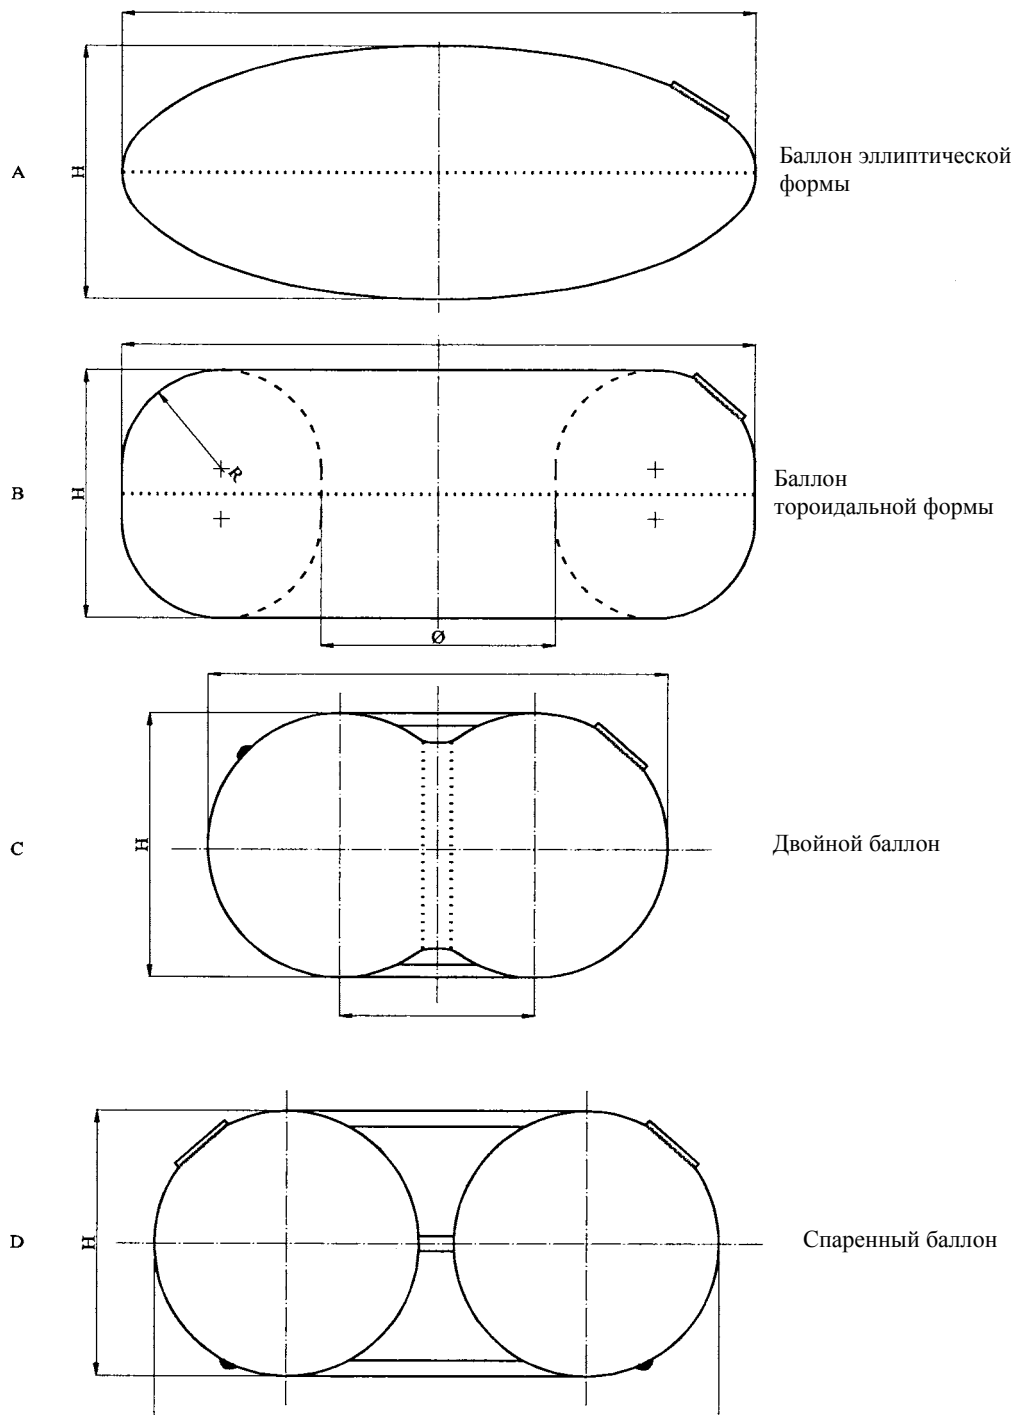 A
H
Баллон эллиптической
формы
R
B
H
Баллон
тороидальной формы
Ø
C
H
Двойной баллон
D
H
Спаренный баллон